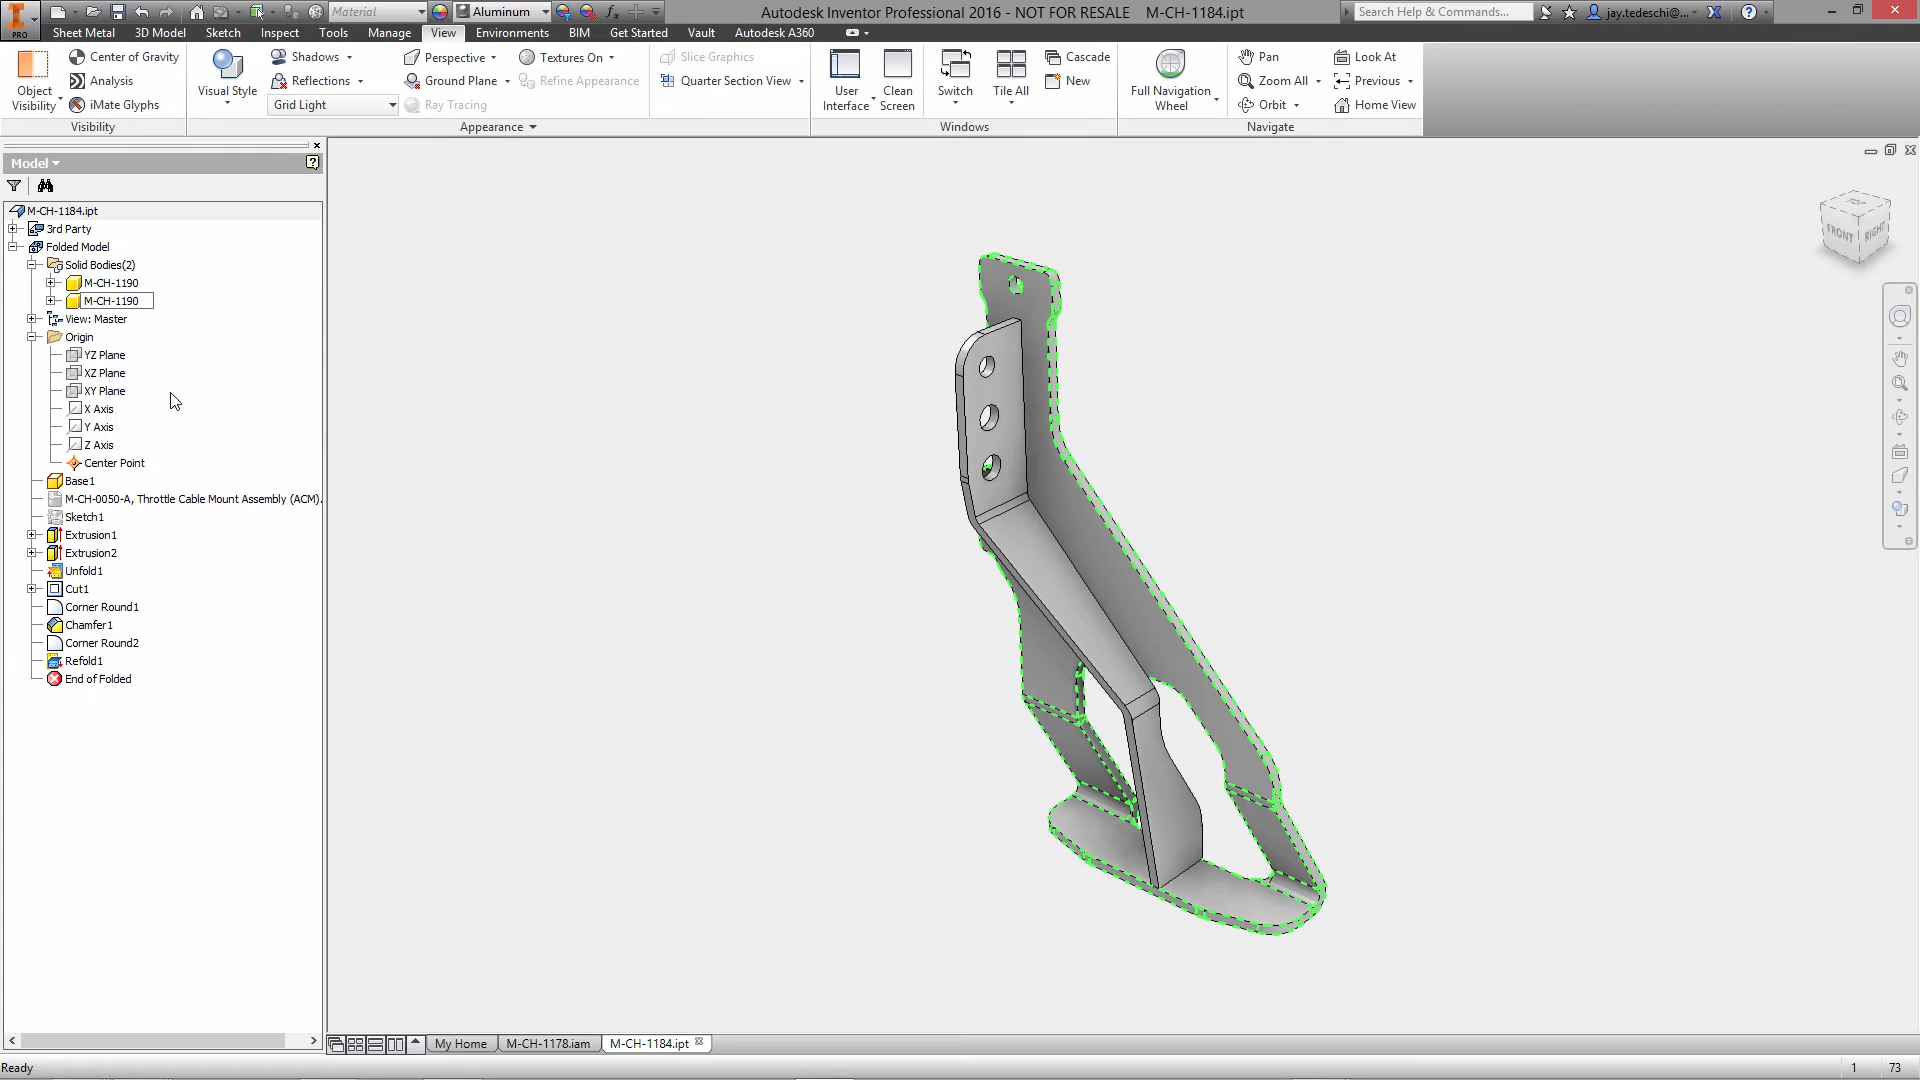 Material
Aluminum
Autodesk Inventor Professional 2016 - NOT FOR RESALE M-CH-1184.ipt
Search Help & Commands...
jay.tedeschi@...
PRO
Sheet Metal
3D Model
Sketch
Inspect
Tools
Manage
View
Environments
BIM
Get Started
Vault
Autodesk A360
Object
Visibility
Center of Gravity
Analysis
iMate Glyphs
Visibility
Visual Style
Shadows
Reflections
Grid Light
Perspective
Ground Plane
Ray Tracing
Textures On
Refine Appearance
Appearance
Slice Graphics
Quarter Section View
User
Interface
Clean
Screen
Switch
Tile All
Cascade
New
Windows
Full Navigation
Wheel
Pan
Zoom All
Orbit
Look At
Previous
Home View
Navigate
Model
M-CH-1184.ipt
3rd Party
Folded Model
Solid Bodies(2)
M-CH-1190
M-CH-1190
View: Master
Origin
YZ Plane
XZ Plane
XY Plane
X Axis
Y Axis
Z Axis
Center Point
Base1
M-CH-0050-A, Throttle Cable Mount Assembly (ACM).
Sketch1
Extrusion1
Extrusion2
Unfold1
Cut1
Corner Round1
Chamfer1
Corner Round2
Refold1
End of Folded
TOP
FRONT
RIGHT
My Home
M-CH-1178.iam
M-CH-1184.ipt
Ready
1
73